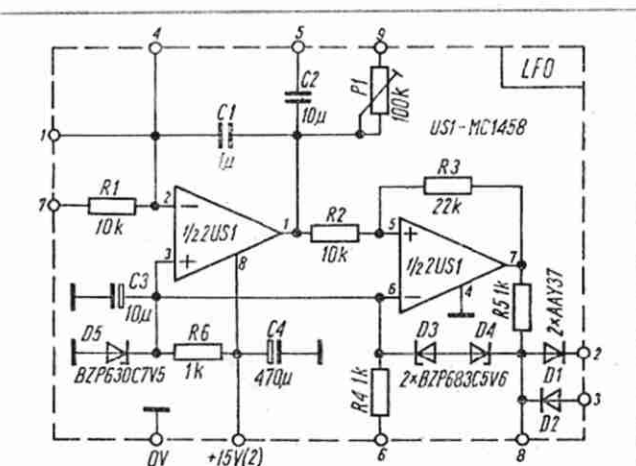 4
5
9
LFO
P1
100k
C2
10µ
C1
1µ
US1-MC1458
1
7
R1
10k
2
3
1/2 2US1
1
8
R2
10k
R3
22k
5
6
1/2 2US1
7
4
C3
10µ
D5
BZP630C7V5
R6
1k
C4
470µ
R4 1k
D3
D4
2×BZP683C5V6
R5 1k
2×AAY37
D1
2
D2
3
0V
+15V(2)
6
8